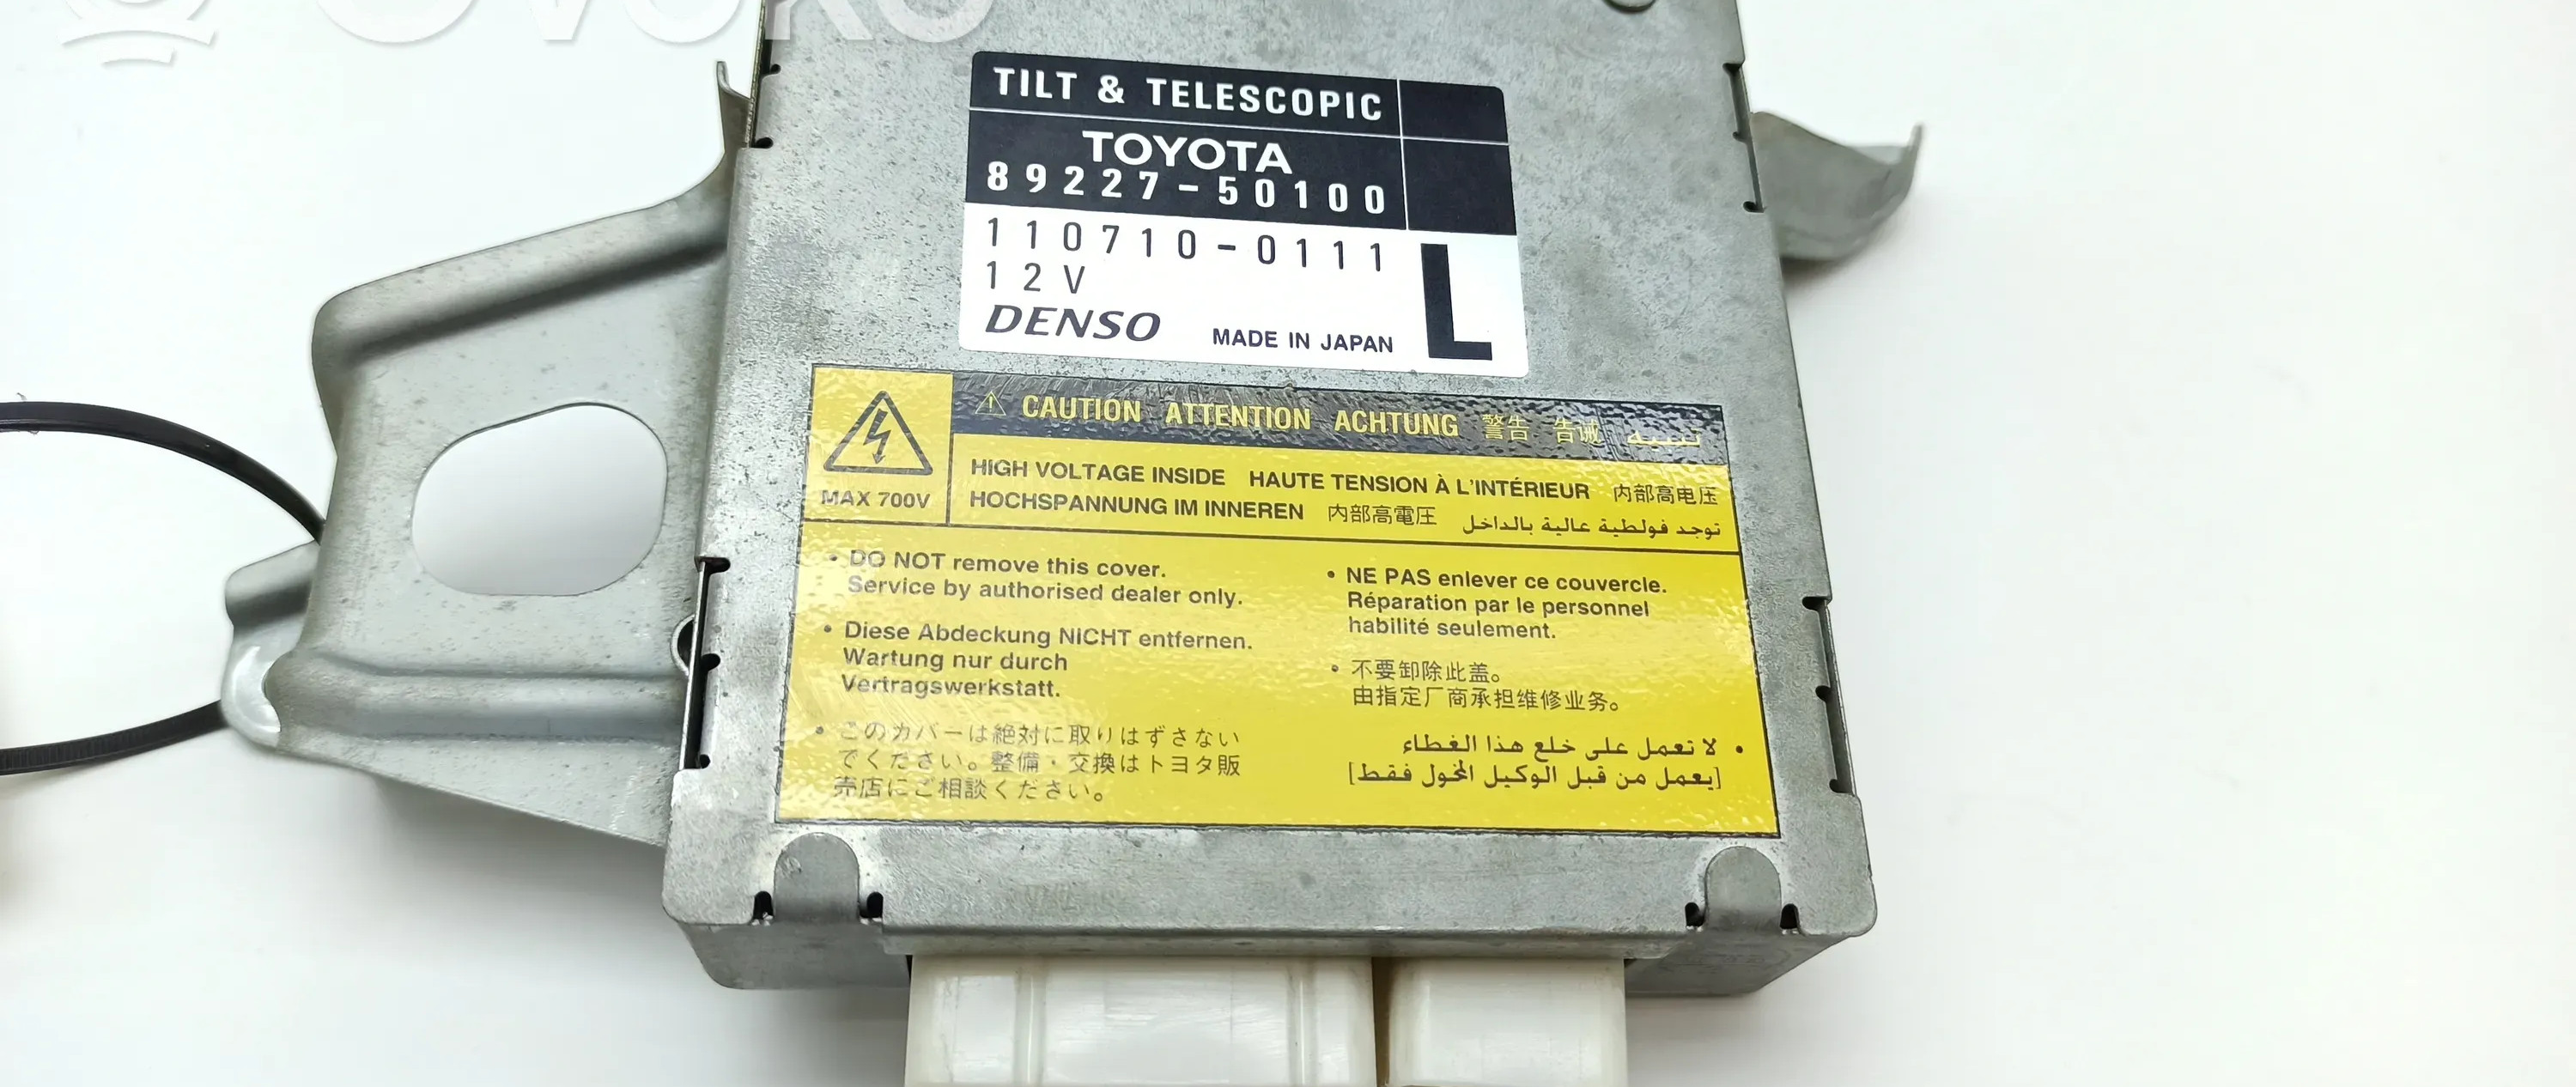 OVOKO
TILT & TELESCOPIC
TOYOTA
89227-50100
110710-0111
12V
DENSO MADE IN JAPAN
L
CAUTION ATTENTION ACHTUNG 警告 告诫 تنبيه
MAX 700V
HIGH VOLTAGE INSIDE HAUTE TENSION À L'INTÉRIEUR 内部高电压
HOCHSPANNUNG IM INNEREN 内部高電圧 توجد فولطية عالية بالداخل
• DO NOT remove this cover.
Service by authorised dealer only.
• Diese Abdeckung NICHT entfernen.
Wartung nur durch
Vertragswerkstatt.
• このカバーは絶対に取りはずさない
でください。整備・交換はトヨタ販
売店にご相談ください。
• NE PAS enlever ce couvercle.
Réparation par le personnel
habilité seulement.
• 不要卸除此盖。
由指定厂商承担维修业务。
• لا تعمل على خلع هذا الغطاء
[يعمل من قبل الوكيل المخول فقط]